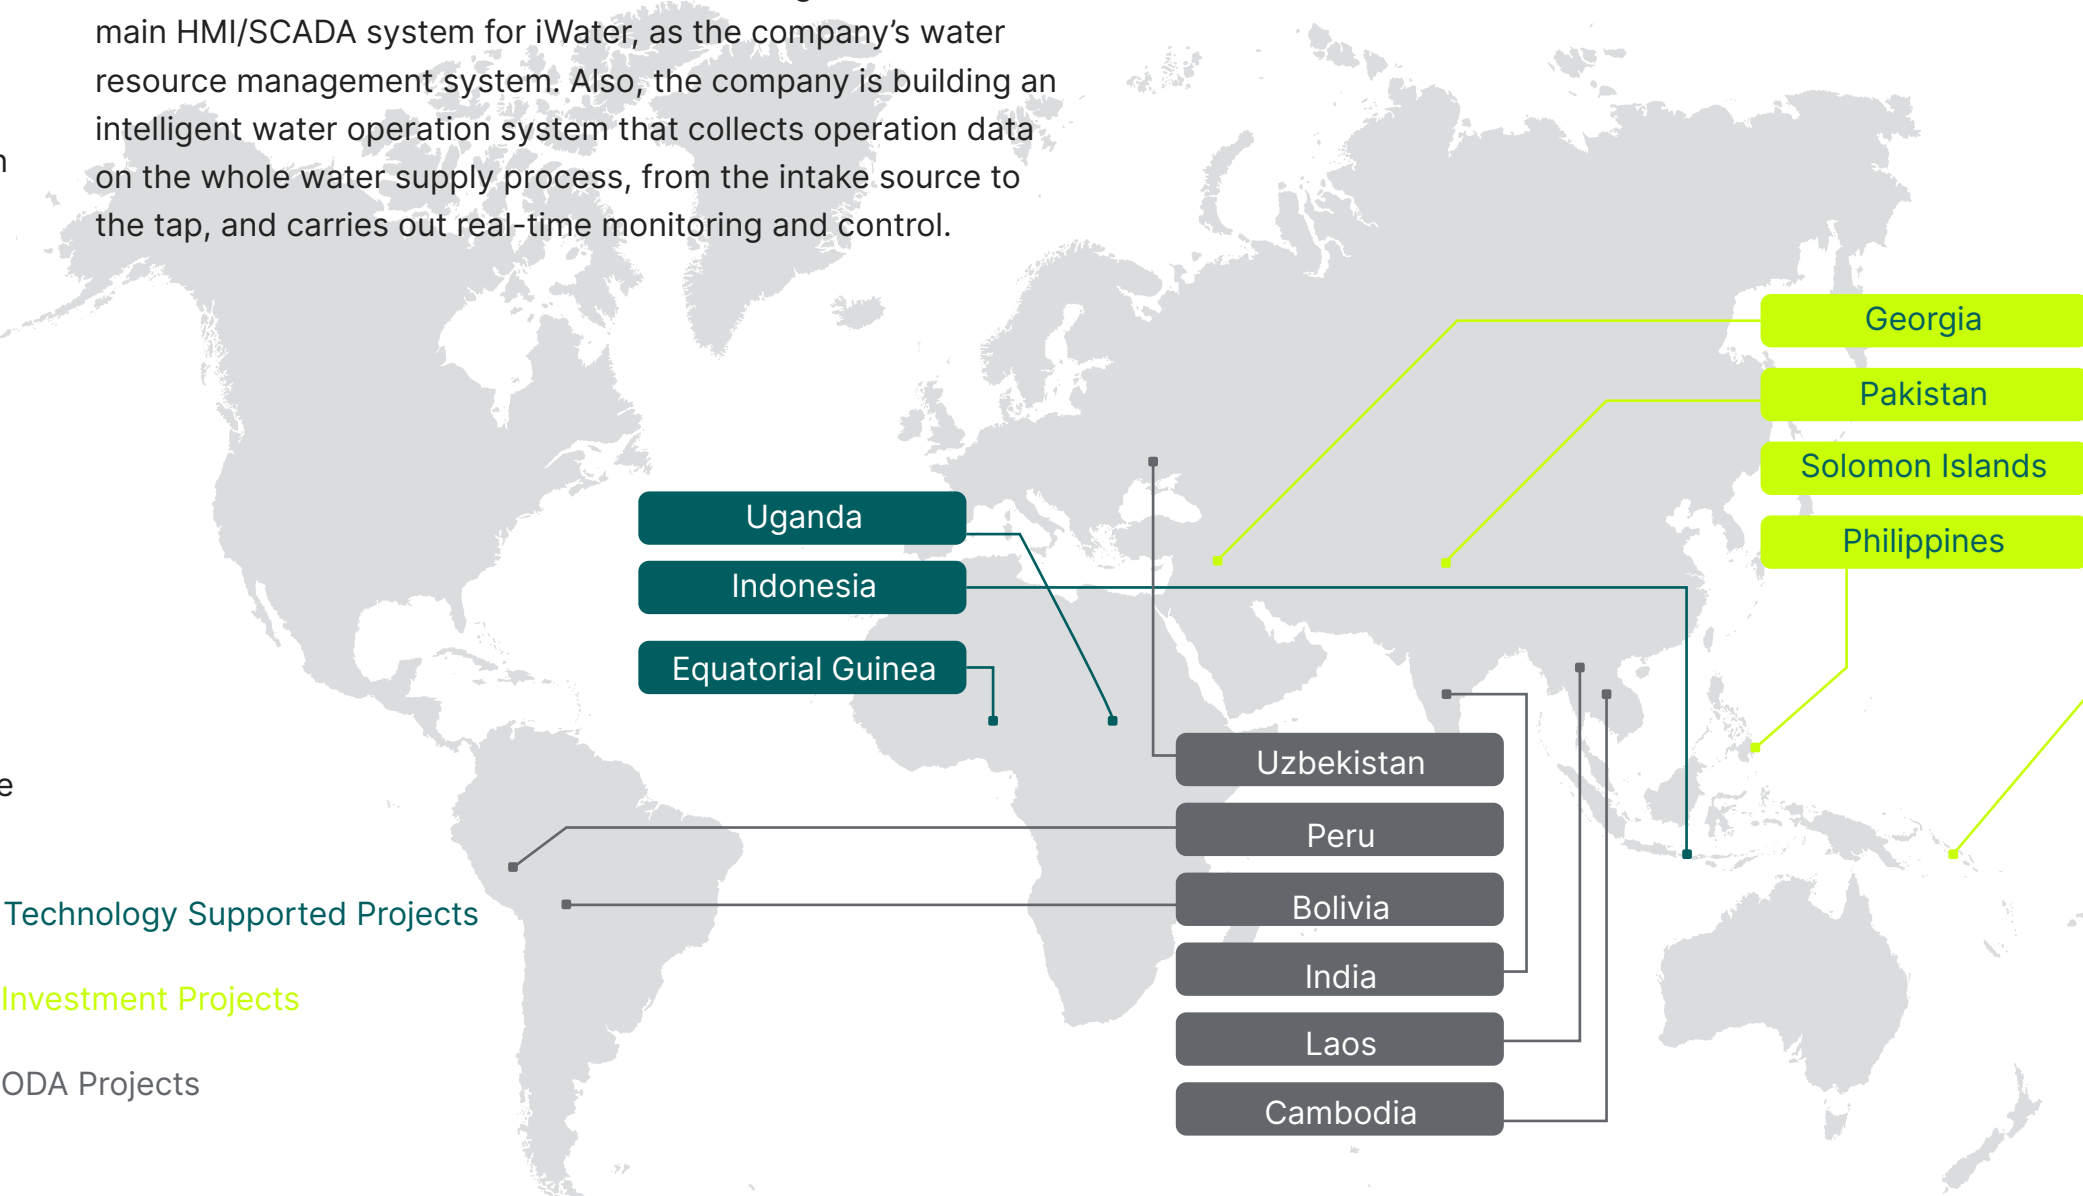 main HMI/SCADA system for iWater, as the company’s water
resource management system. Also, the company is building an
intelligent water operation system that collects operation data
on the whole water supply process, from the intake source to
the tap, and carries out real-time monitoring and control.
Georgia
Pakistan
Solomon Islands
Philippines
Uganda
Indonesia
Equatorial Guinea
Uzbekistan
Peru
Bolivia
India
Laos
Cambodia
Technology Supported Projects
Investment Projects
ODA Projects